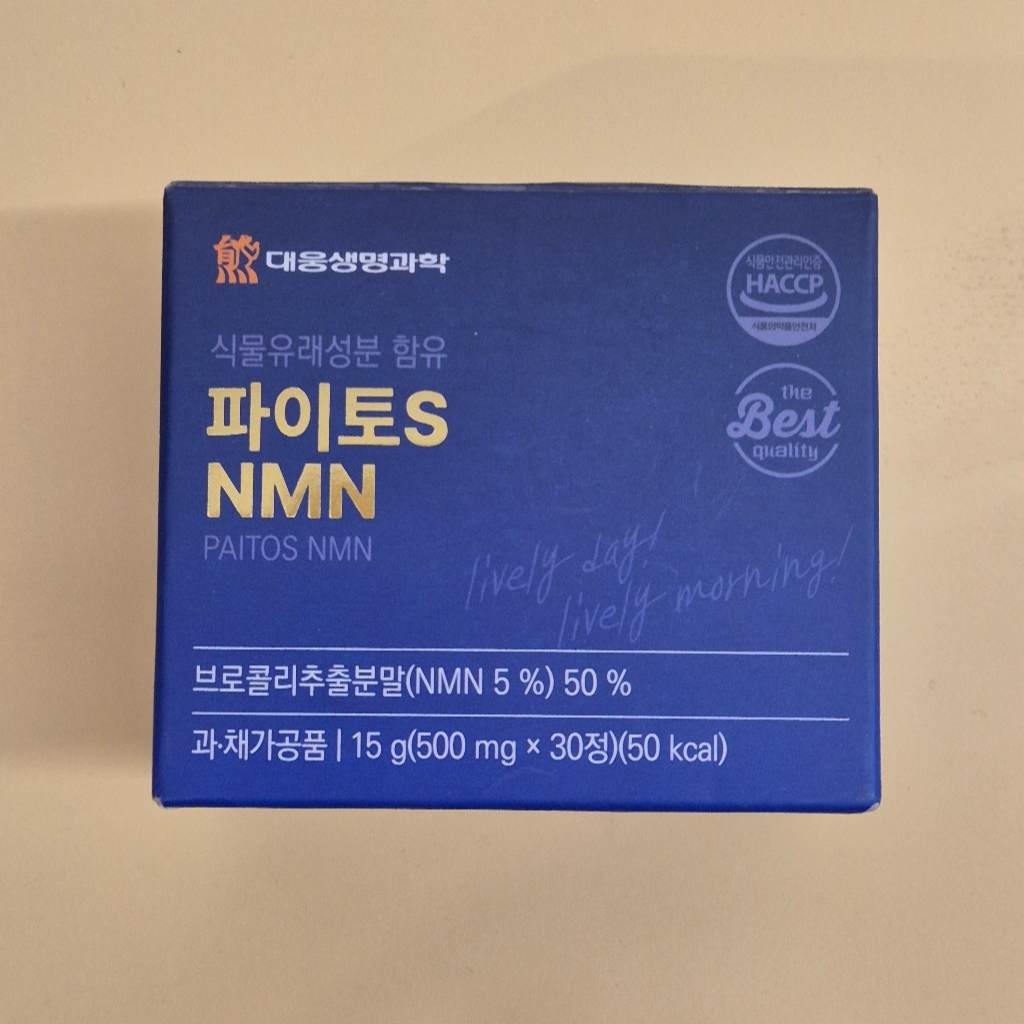 대웅생명과학
식품안전관리인증
HACCP
식품의약품안전처
식물유래성분 함유
파이토S
NMN
PAITOS NMN
the
Best
quality
lively day!
lively morning!
브로콜리추출분말(NMN 5 %) 50 %
과·채가공품 | 15 g(500 mg × 30정)(50 kcal)